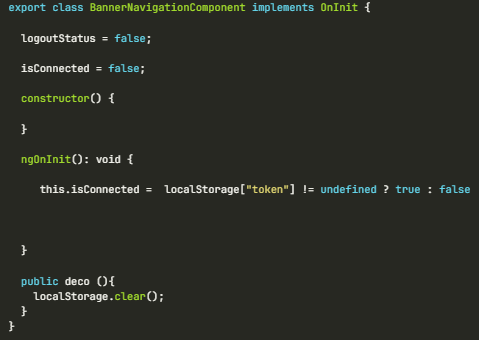 export class BannerNavigationComponent implements OnInit {
logoutStatus = false;
isConnected = false;
constructor() {
}
ngOnInit(): void {
this.isConnected =  localStorage["token"] != undefined ? true : false
}
public deco (){
localStorage.clear();
}
}